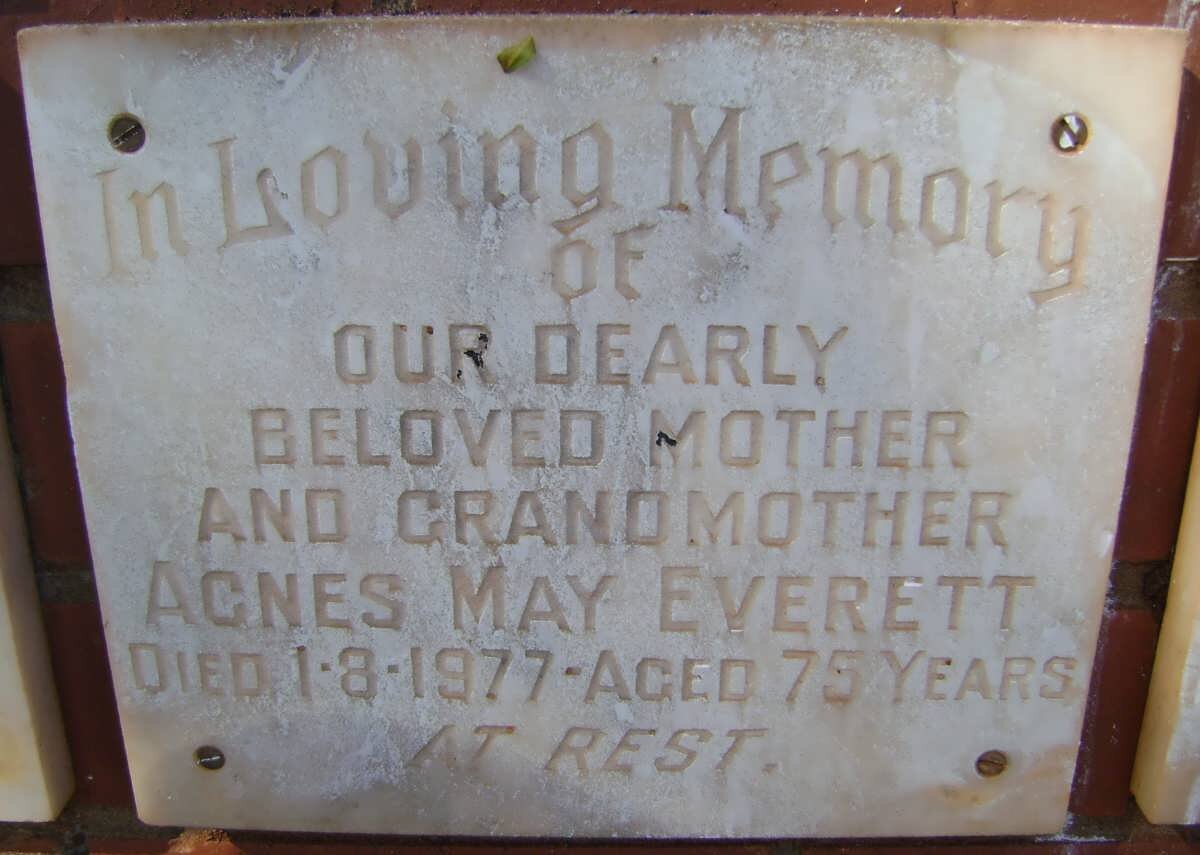 In Loving Memory
of
OUR DEARLY
BELOVED MOTHER
AND GRANDMOTHER
AGNES MAY EVERETT
DIED 1·8·1977·AGED 75 YEARS
AT REST.